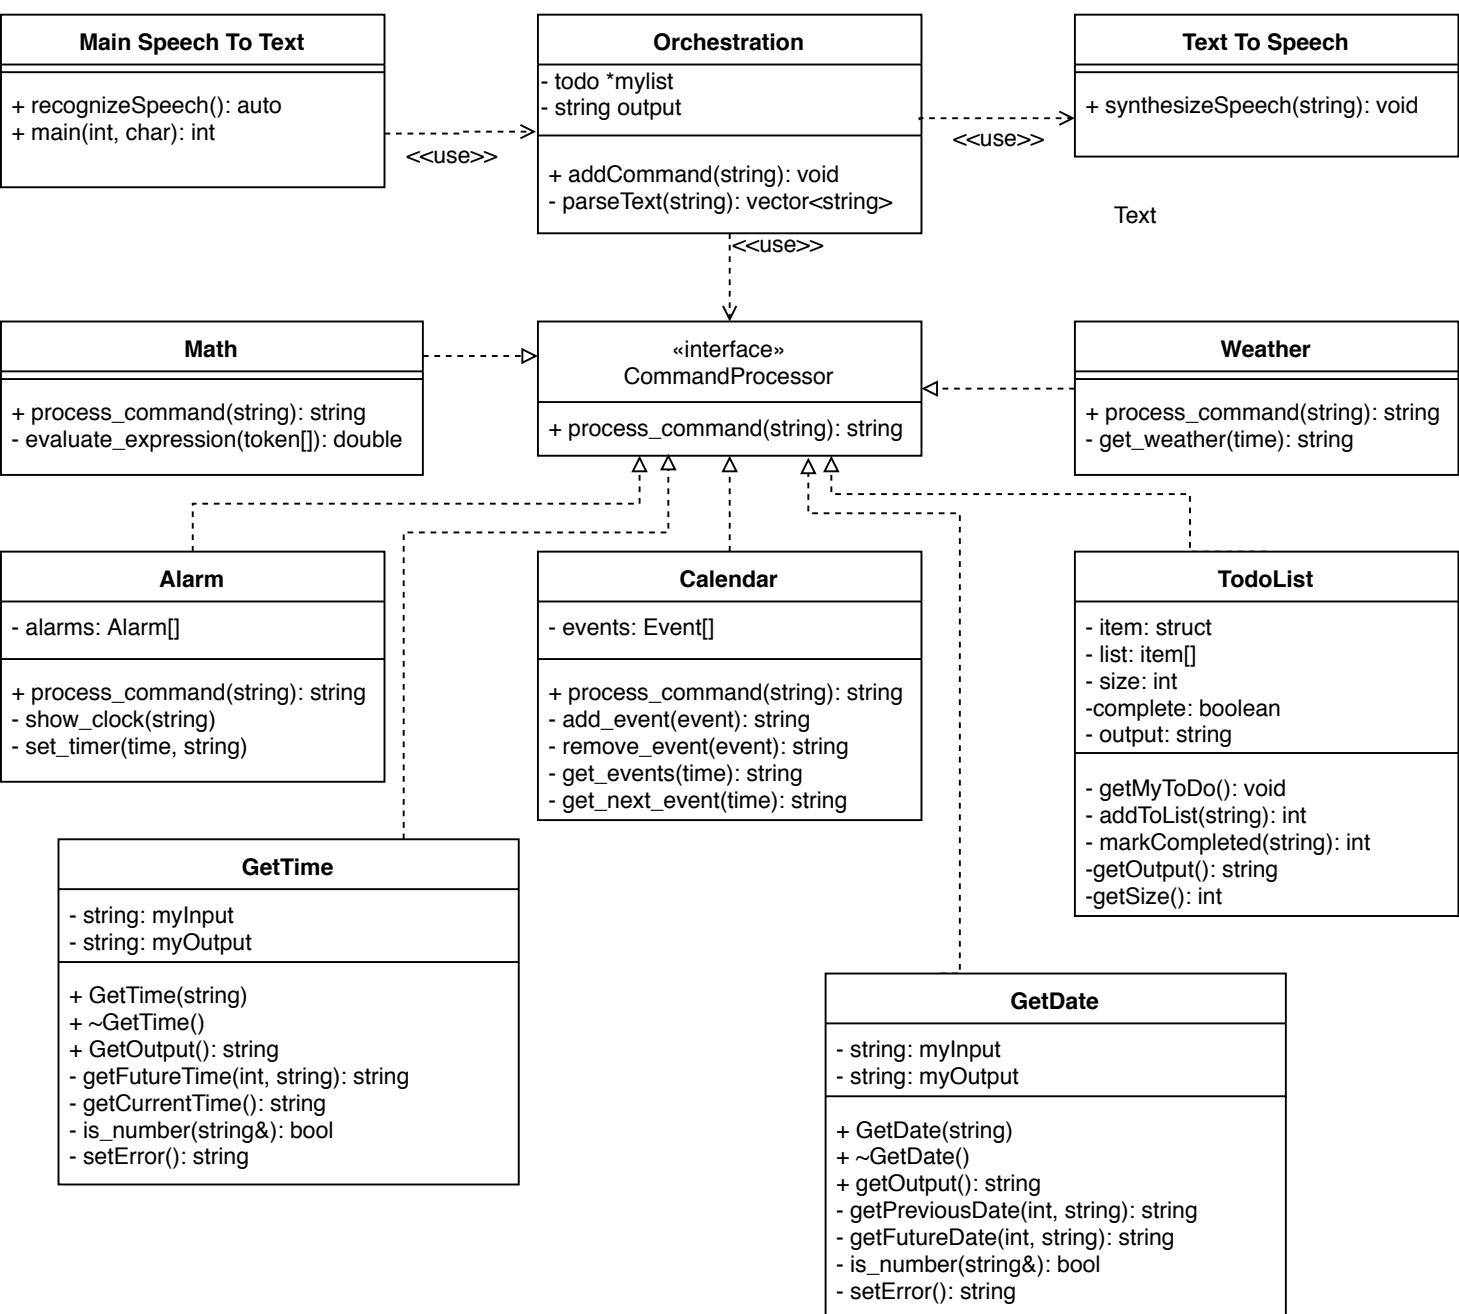 Main Speech To Text
+ recognizeSpeech(): auto
+ main(int, char): int
<<use>>
Orchestration
- todo *mylist
- string output
+ addCommand(string): void
- parseText(string): vector<string>
<<use>>
Text To Speech
+ synthesizeSpeech(string): void
Text
<<use>>
Math
+ process_command(string): string
- evaluate_expression(token[]): double
«interface»
CommandProcessor
+ process_command(string): string
Weather
+ process_command(string): string
- get_weather(time): string
Alarm
- alarms: Alarm[]
+ process_command(string): string
- show_clock(string)
- set_timer(time, string)
Calendar
- events: Event[]
+ process_command(string): string
- add_event(event): string
- remove_event(event): string
- get_events(time): string
- get_next_event(time): string
TodoList
- item: struct
- list: item[]
- size: int
-complete: boolean
- output: string
- getMyToDo(): void
- addToList(string): int
- markCompleted(string): int
-getOutput(): string
-getSize(): int
GetTime
- string: myInput
- string: myOutput
+ GetTime(string)
+ ~GetTime()
+ GetOutput(): string
- getFutureTime(int, string): string
- getCurrentTime(): string
- is_number(string&): bool
- setError(): string
GetDate
- string: myInput
- string: myOutput
+ GetDate(string)
+ ~GetDate()
+ getOutput(): string
- getPreviousDate(int, string): string
- getFutureDate(int, string): string
- is_number(string&): bool
- setError(): string